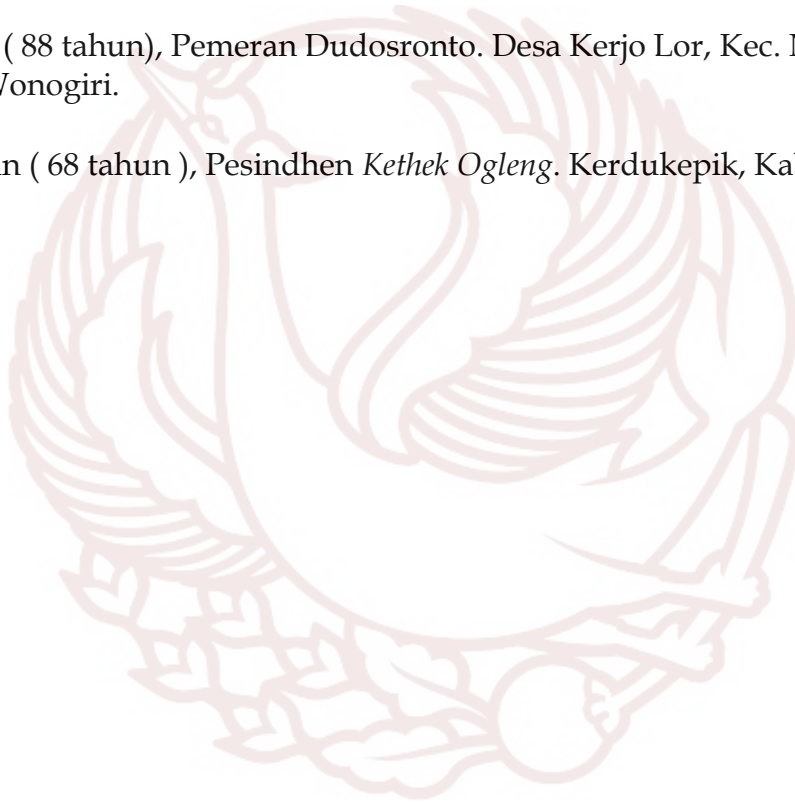 ( 88 tahun), Pemeran Dudosronto. Desa Kerjo Lor, Kec.
Wonogiri.
( 68 tahun ), Pesindhen Kethek Ogleng. Kerdukepik,